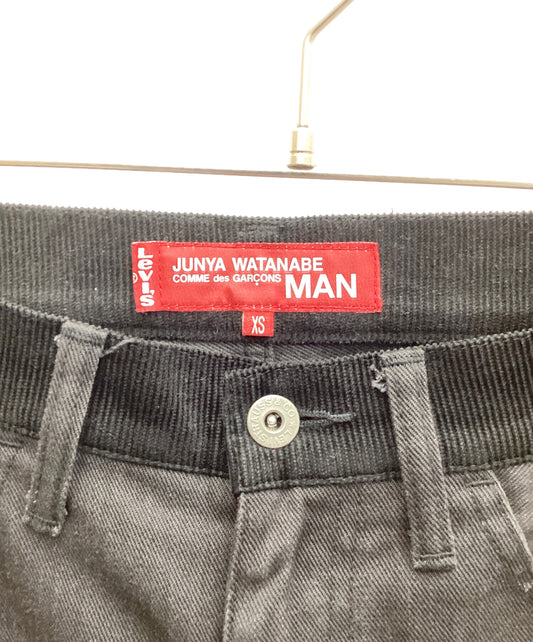 Levi's
®
JUNYA WATANABE
COMME des GARÇONS MAN
XS